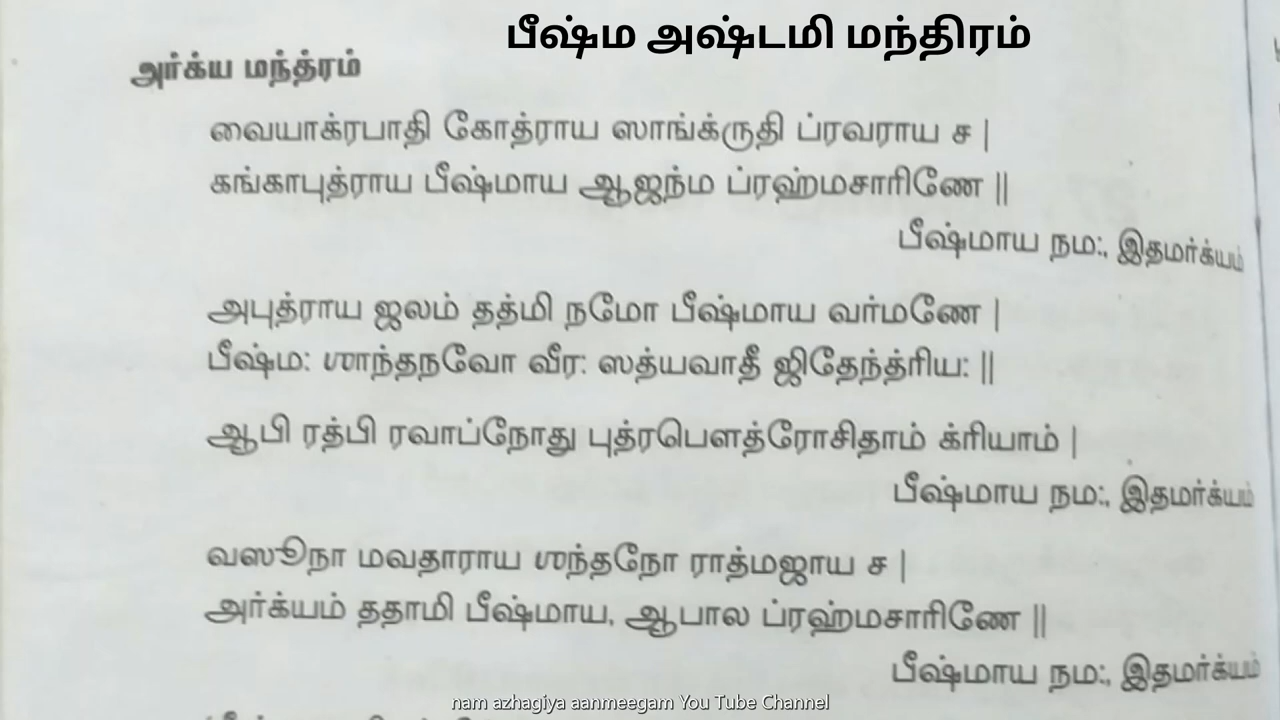 பீஷ்ம அஷ்டமி மந்திரம்
அர்க்ய மந்த்ரம்
வையாக்ரபாதி கோத்ராய ஸாங்க்ருதி ப்ரவராய ச |
கங்காபுத்ராய பீஷ்மாய ஆஜந்ம ப்ரஹ்மசாரிணே ||
பீஷ்மாய நம:, இதமர்க்யம்
அபுத்ராய ஜலம் தத்மி நமோ பீஷ்மாய வர்மணே |
பீஷ்ம: ஶாந்தநவோ வீர: ஸத்யவாதீ ஜிதேந்த்ரிய: ||
ஆபி ரத்பி ரவாப்நோது புத்ரபௌத்ரோசிதாம் க்ரியாம் |
பீஷ்மாய நம:, இதமர்க்யம்
வஸூநா மவதாராய ஶந்தநோ ராத்மஜாய ச |
அர்க்யம் ததாமி பீஷ்மாய, ஆபால ப்ரஹ்மசாரிணே ||
பீஷ்மாய நம:, இதமர்க்யம்
nam azhagiya aanmeegam You Tube Channel